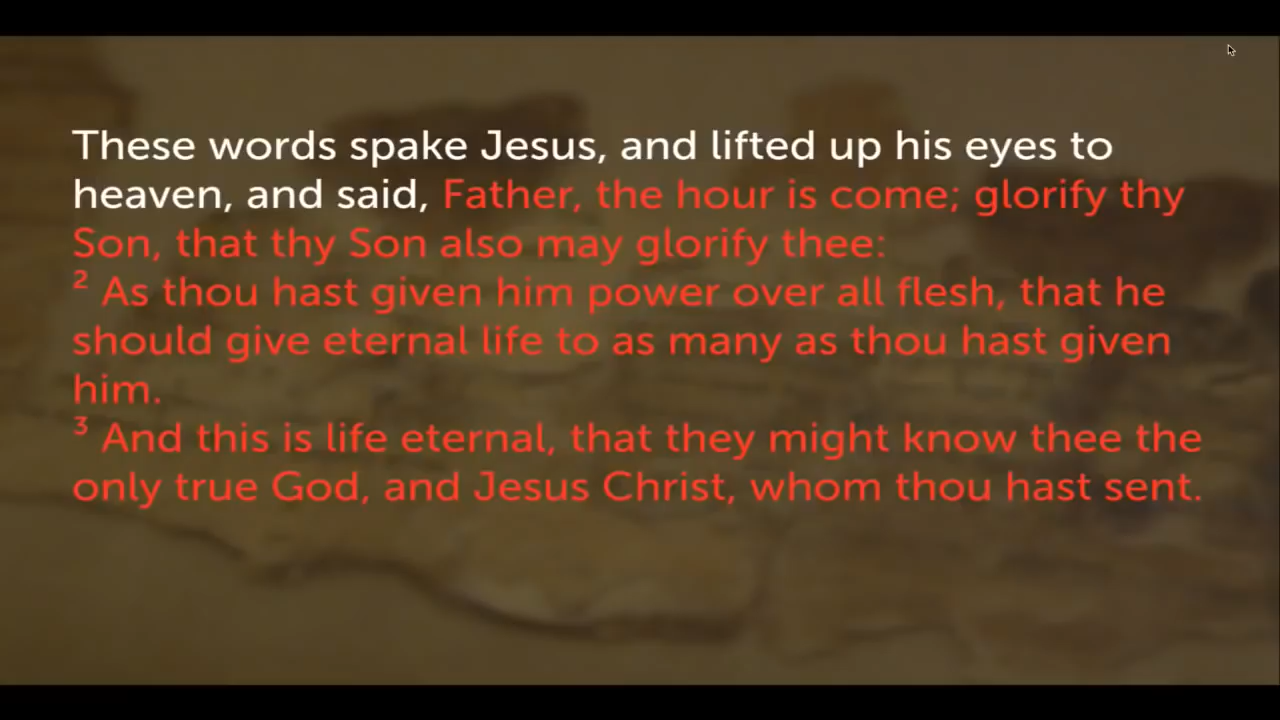 These words spake Jesus, and lifted up his eyes to
heaven, and said, Father, the hour is come; glorify thy
Son, that thy Son also may glorify thee:
² As thou hast given him power over all flesh, that he
should give eternal life to as many as thou hast given
him.
³ And this is life eternal, that they might know thee the
only true God, and Jesus Christ, whom thou hast sent.